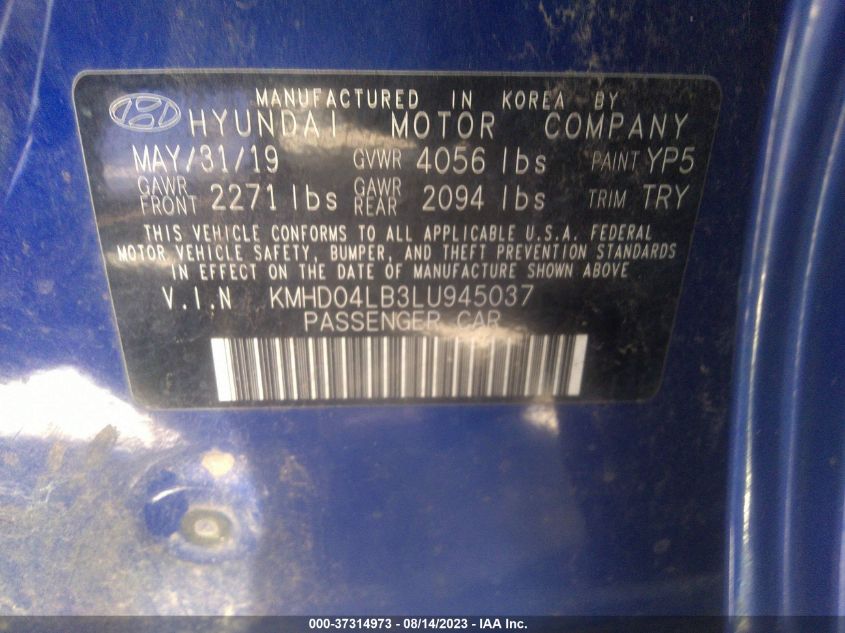 MANUFACTURED IN KOREA BY
HYUNDAI MOTOR COMPANY
MAY/31/19 GVWR 4056 lbs PAINT YP5
GAWR FRONT 2271 lbs GAWR REAR 2094 lbs TRIM TRY
THIS VEHICLE CONFORMS TO ALL APPLICABLE U.S.A. FEDERAL
MOTOR VEHICLE SAFETY, BUMPER, AND THEFT PREVENTION STANDARDS
IN EFFECT ON THE DATE OF MANUFACTURE SHOWN ABOVE
V.I.N KMHD04LB3LU945037
PASSENGER CAR
000-37314973 - 08/14/2023 - IAA Inc.